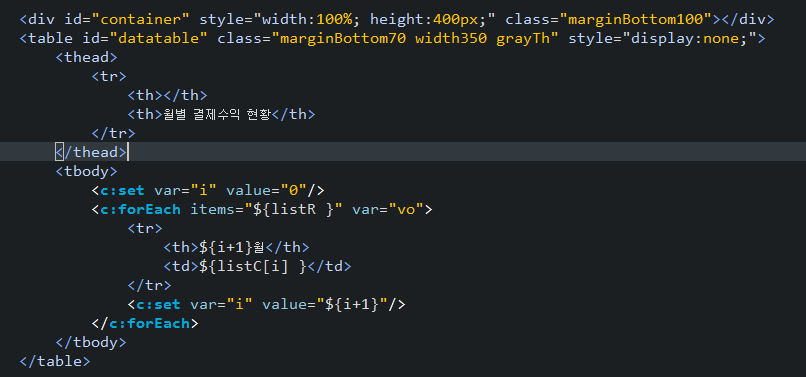 <div id="container" style="width:100%; height:400px;" class="marginBottom100"></div>
<table id="datatable" class="marginBottom70 width350 grayTh" style="display:none;">
<thead>
<tr>
<th></th>
<th>월별 결제수익 현황</th>
</tr>
</thead>
<tbody>
<c:set var="i" value="0"/>
<c:forEach items="${listR }" var="vo">
<tr>
<th>${i+1}월</th>
<td>${listC[i] }</td>
</tr>
<c:set var="i" value="${i+1}"/>
</c:forEach>
</tbody>
</table>